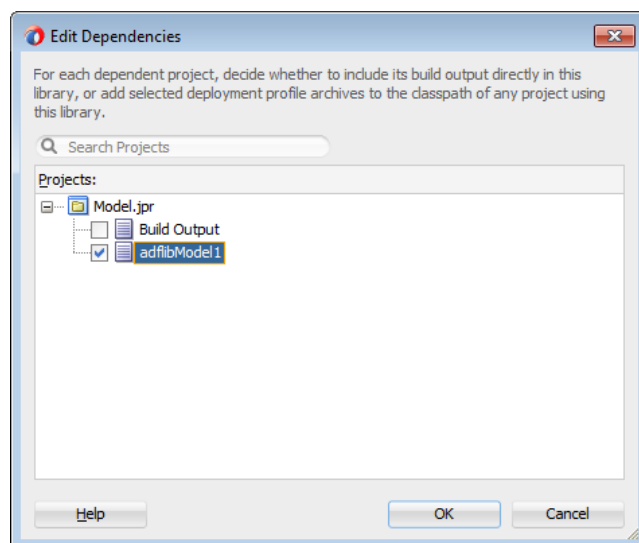 Edit Dependencies
For each dependent project, decide whether to include its build output directly in this
library, or add selected deployment profile archives to the classpath of any project using
this library.
Search Projects
Projects:
Model.jpr
Build Output
adflibModel1
Help OK Cancel